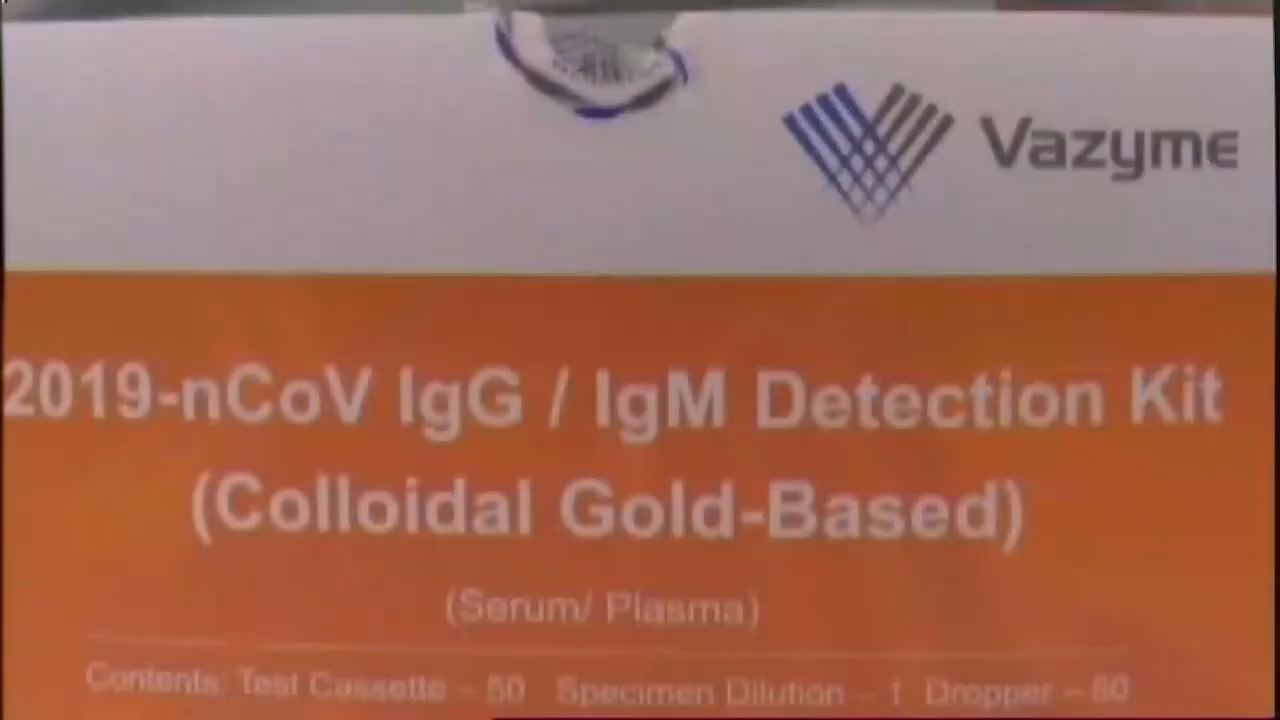 Vazyme
2019-nCoV IgG / IgM Detection Kit
(Colloidal Gold-Based)
(Serum/ Plasma)
Contents: Test Cassette – 50 Specimen Dilution – 1 Dropper –